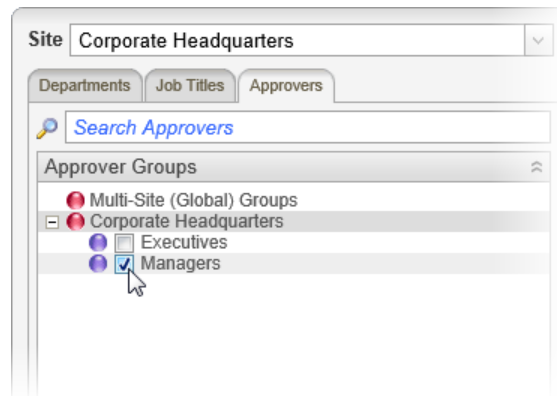 Site Corporate Headquarters
Departments Job Titles Approvers
Search Approvers
Approver Groups
Multi-Site (Global) Groups
Corporate Headquarters
Executives
Managers